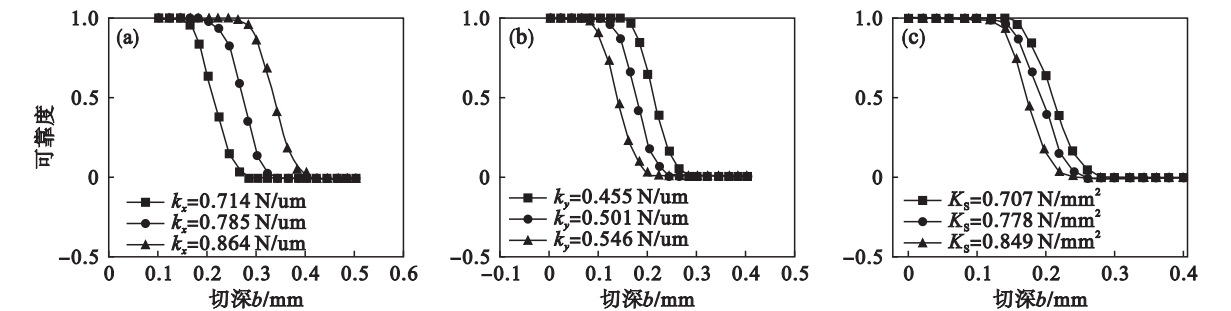 可靠度
(a)
1.0
0.5
0
−0.5
kx=0.714 N/um
kx=0.785 N/um
kx=0.864 N/um
0 0.1 0.2 0.3 0.4 0.5 0.6
切深b/mm
(b)
1.0
0.5
0
−0.5
ky=0.455 N/um
ky=0.501 N/um
ky=0.546 N/um
−0.1 0 0.1 0.2 0.3 0.4 0.5
切深b/mm
(c)
1.0
0.5
0
−0.5
KS=0.707 N/mm²
KS=0.778 N/mm²
KS=0.849 N/mm²
0 0.1 0.2 0.3 0.4
切深b/mm